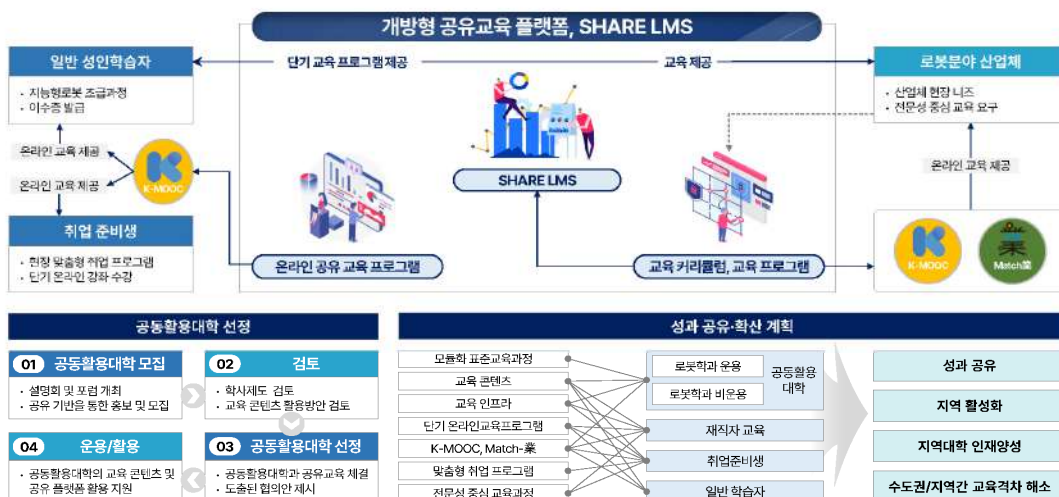 개방형 공유교육 플랫폼, SHARE LMS
일반 성인학습자
단기 교육 프로그램 제공
교육 제공
로봇분야 산업체
· 지능형로봇 초급과정
· 이수증 발급
· 산업체 현장 니즈
· 전문성 중심 교육 요구
온라인 교육 제공
온라인 교육 제공
K-MOOC
SHARE LMS
온라인 교육 제공
취업 준비생
· 현장 맞춤형 취업 프로그램
· 단기 온라인 강좌 수강
온라인 공유 교육 프로그램
교육 커리큘럼, 교육 프로그램
K-MOOC
Match業
공동활용대학 선정
01 공동활용대학 모집
· 설명회 및 포럼 개최
· 공유 기반을 통한 홍보 및 모집
02 검토
· 학사제도 검토
· 교육 콘텐츠 활용방안 검토
04 운용/활용
· 공동활용대학의 교육 콘텐츠 및
공유 플랫폼 활용 지원
03 공동활용대학 선정
· 공동활용대학과 공유교육 체결
· 도출된 협의안 제시
성과 공유·확산 계획
모듈화 표준교육과정
교육 콘텐츠
교육 인프라
단기 온라인교육프로그램
K-MOOC, Match-業
맞춤형 취업 프로그램
전문성 중심 교육과정
로봇학과 운용
로봇학과 비운용
공동활용
대학
재직자 교육
취업준비생
일반 학습자
성과 공유
지역 활성화
지역대학 인재양성
수도권/지역간 교육격차 해소